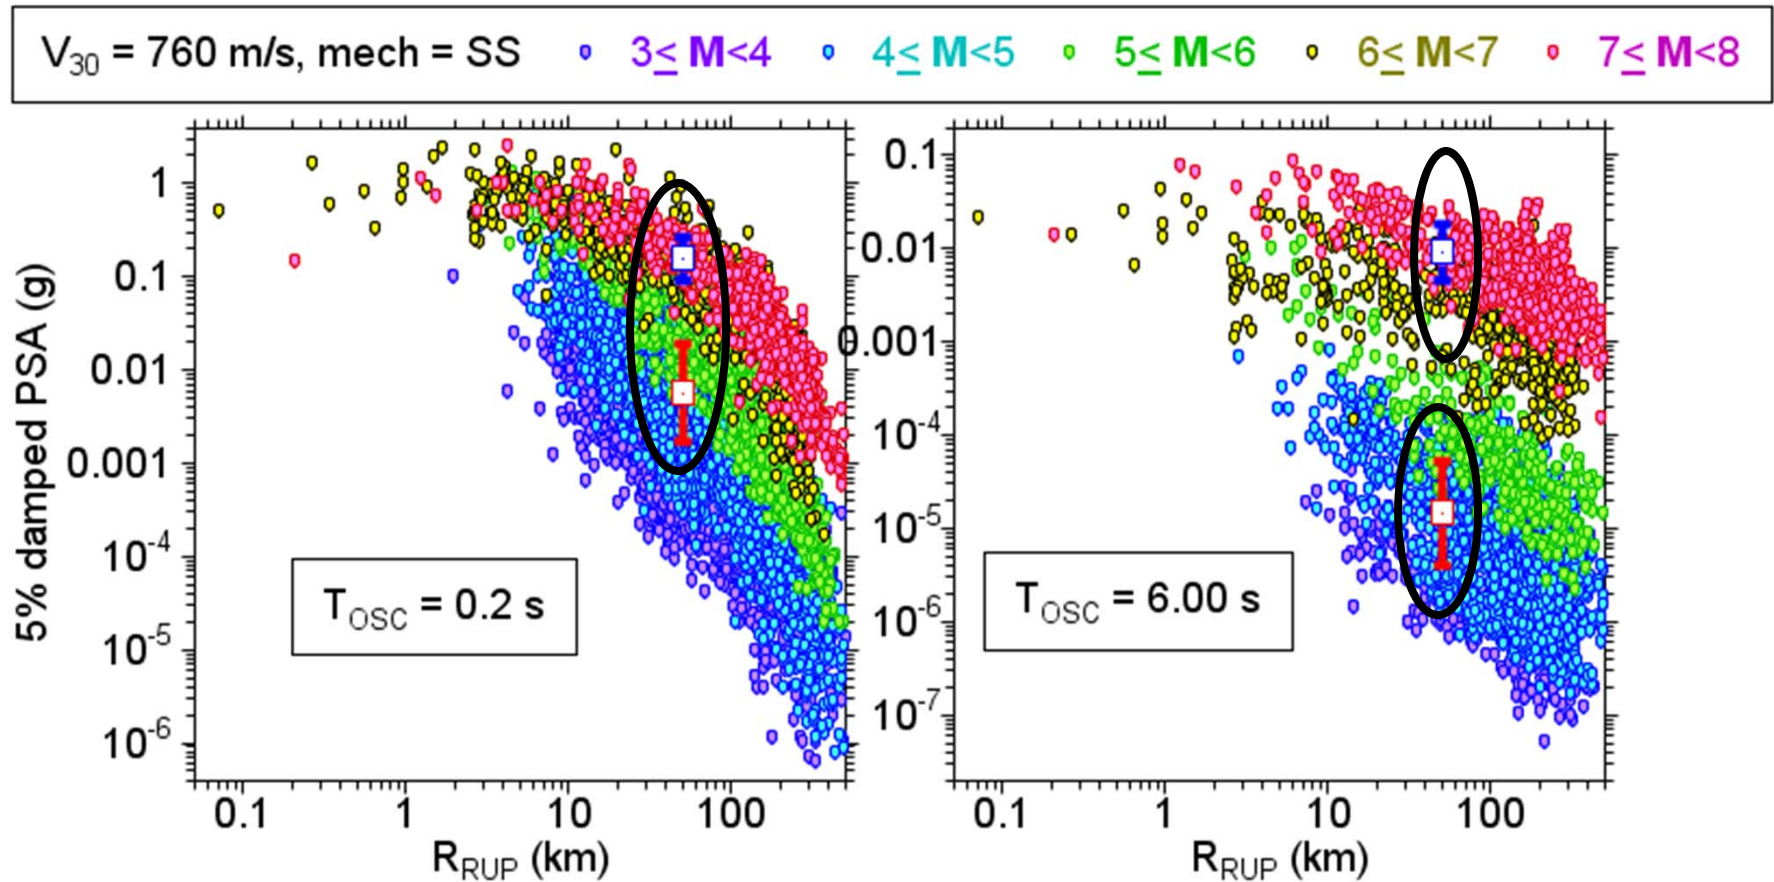 V30 = 760 m/s, mech = SS 3≤ M<4 4≤ M<5 5≤ M<6 6≤ M<7 7≤ M<8
5% damped PSA (g)
1
0.1
0.01
0.001
10-4
10-5
10-6
TOSC = 0.2 s
0.1 1 10 100
RRUP (km)
0.1
0.01
0.001
10-4
10-5
10-6
10-7
TOSC = 6.00 s
0.1 1 10 100
RRUP (km)